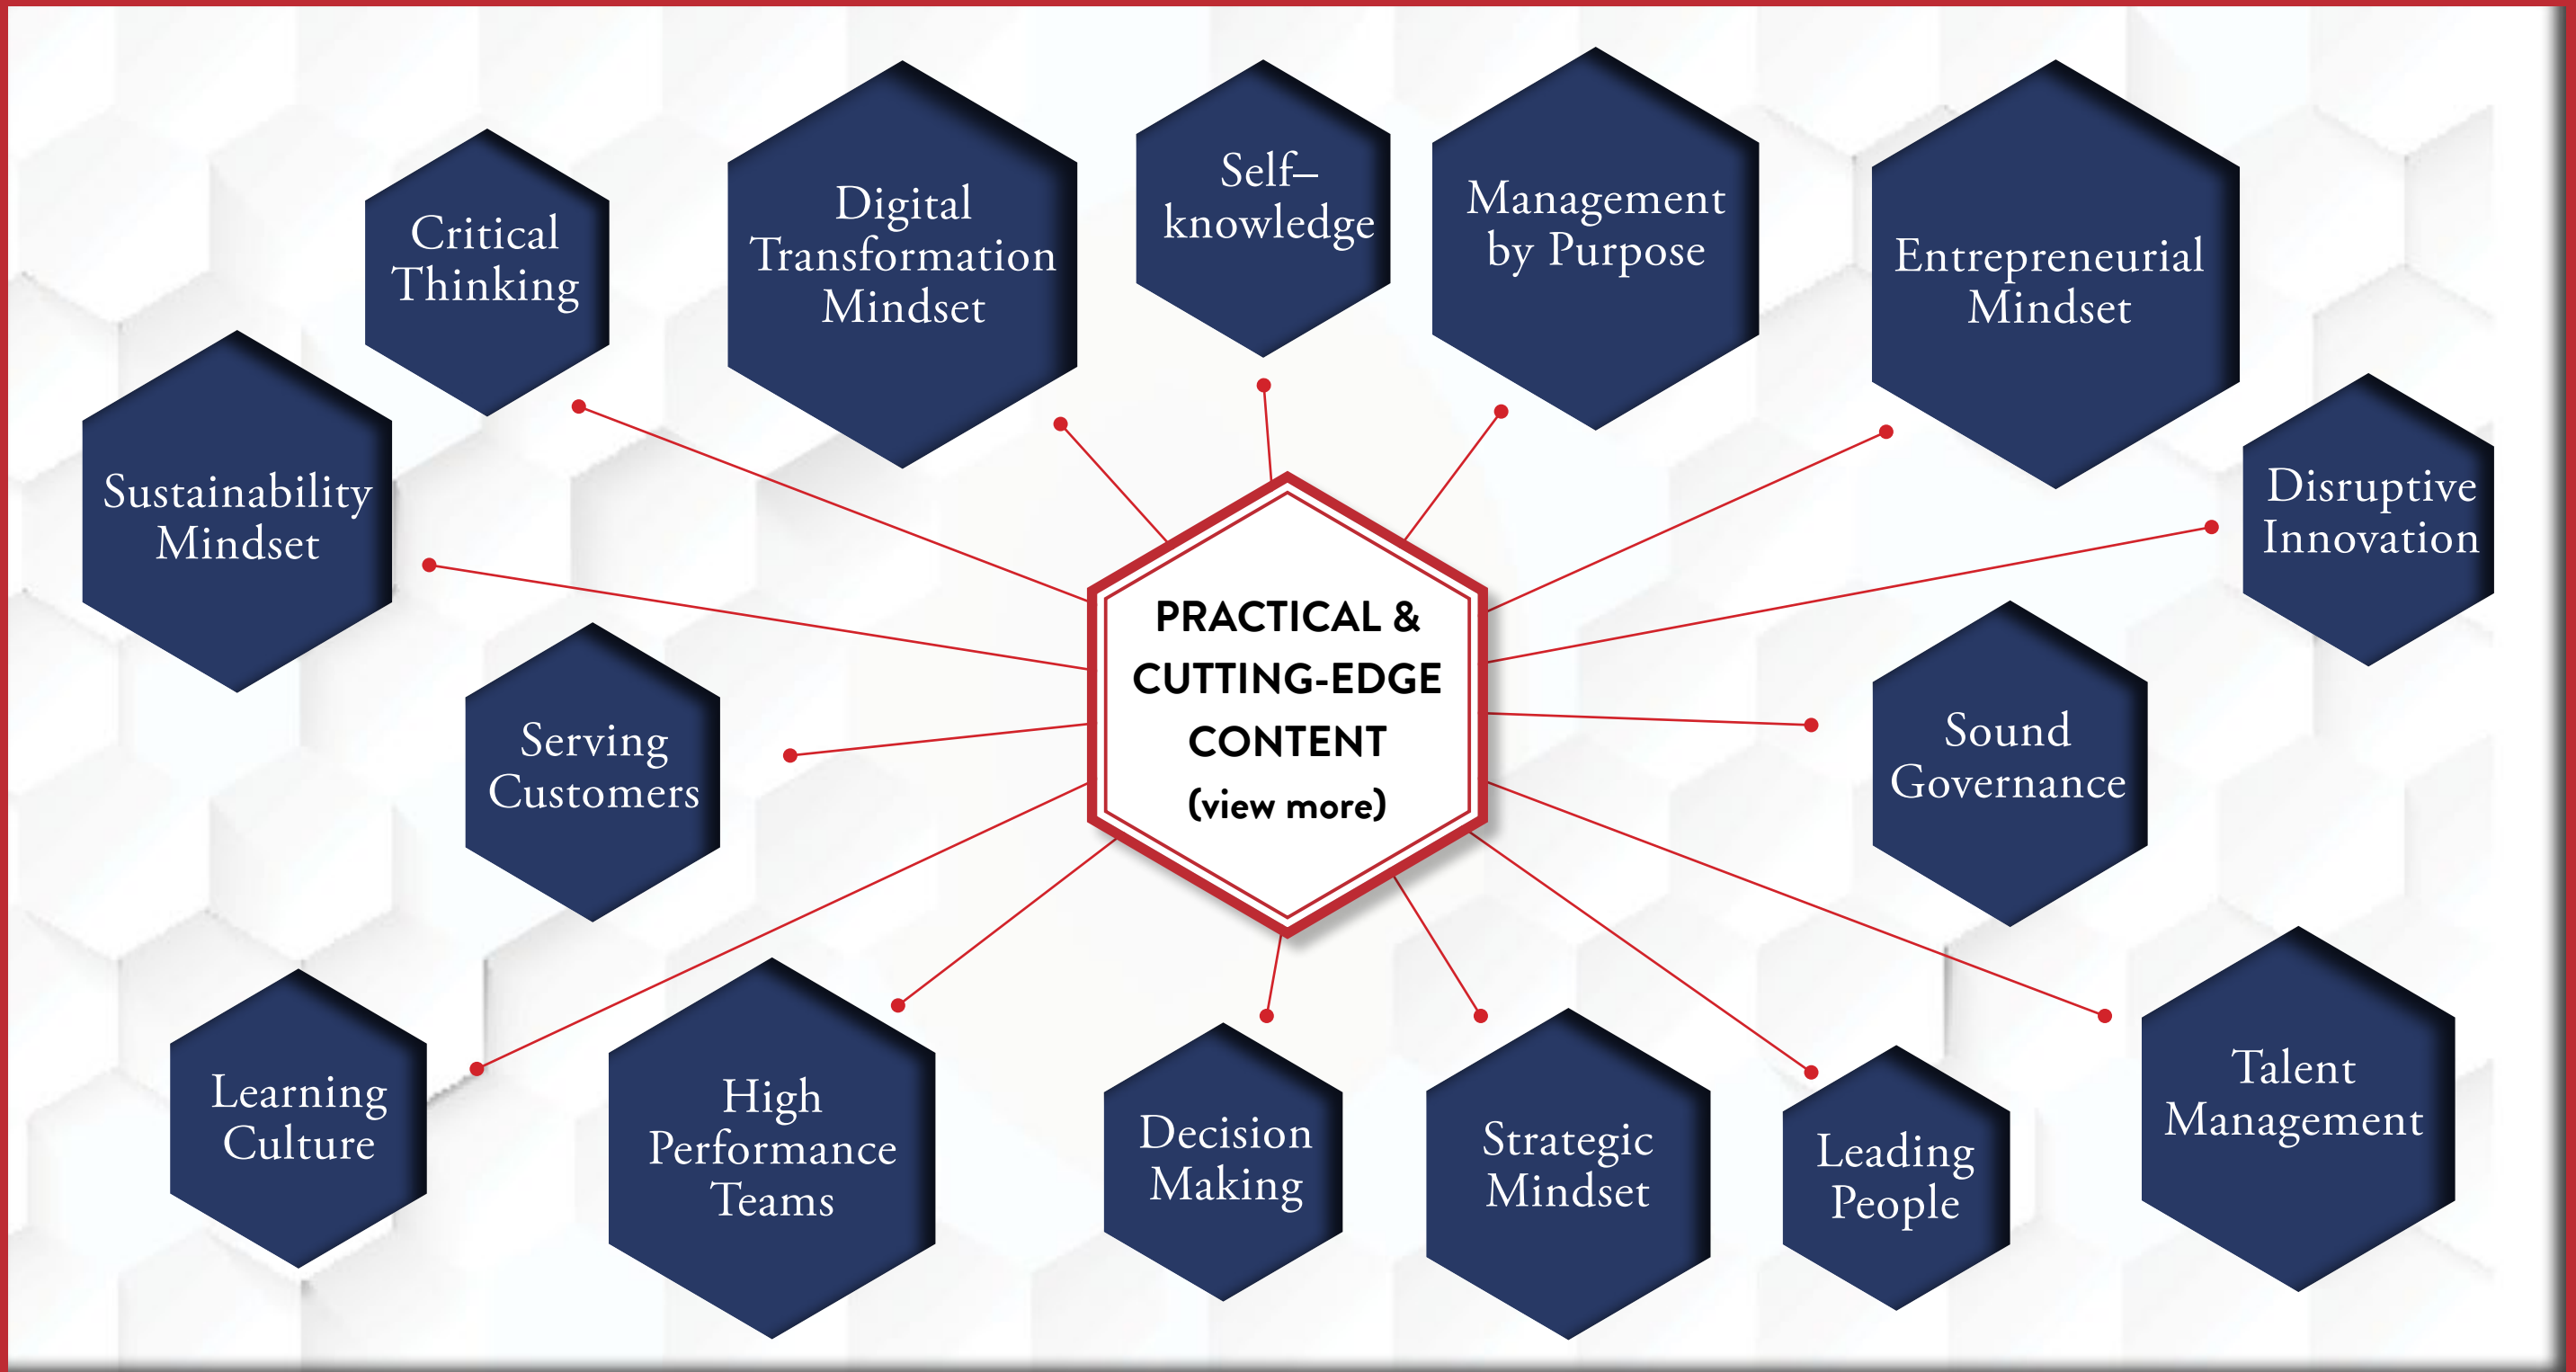 Critical
Thinking
Digital
Transformation
Mindset
Self–
knowledge
Management
by Purpose
Entrepreneurial
Mindset
Sustainability
Mindset
Disruptive
Innovation
PRACTICAL &
CUTTING-EDGE
CONTENT
(view more)
Serving
Customers
Sound
Governance
Learning
Culture
High
Performance
Teams
Decision
Making
Strategic
Mindset
Leading
People
Talent
Management